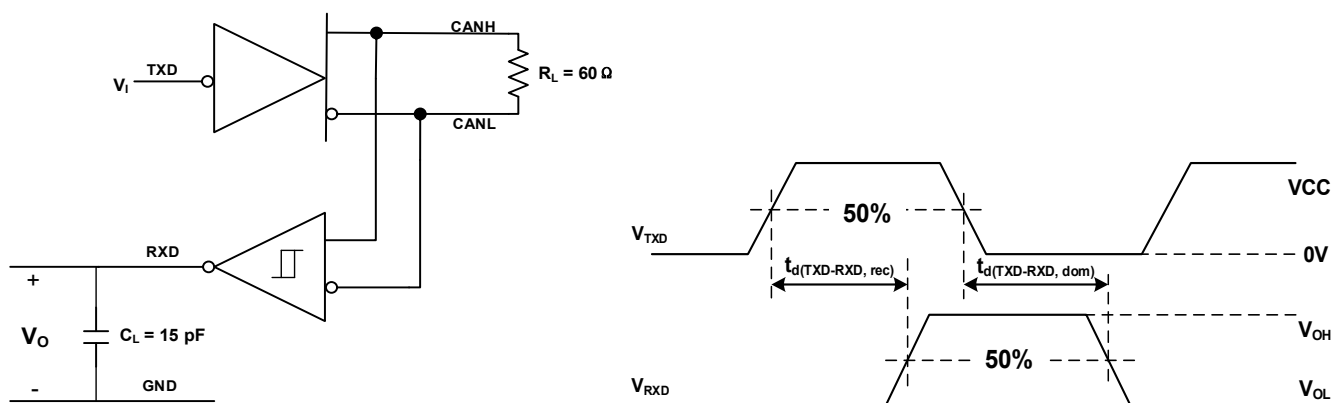 CANH
TXD
V_I
R_L = 60 Ω
CANL
RXD
+
V_O
C_L = 15 pF
-
GND
VCC
50%
V_TXD
0V
t_d(TXD-RXD, rec)
t_d(TXD-RXD, dom)
V_OH
50%
V_RXD
V_OL